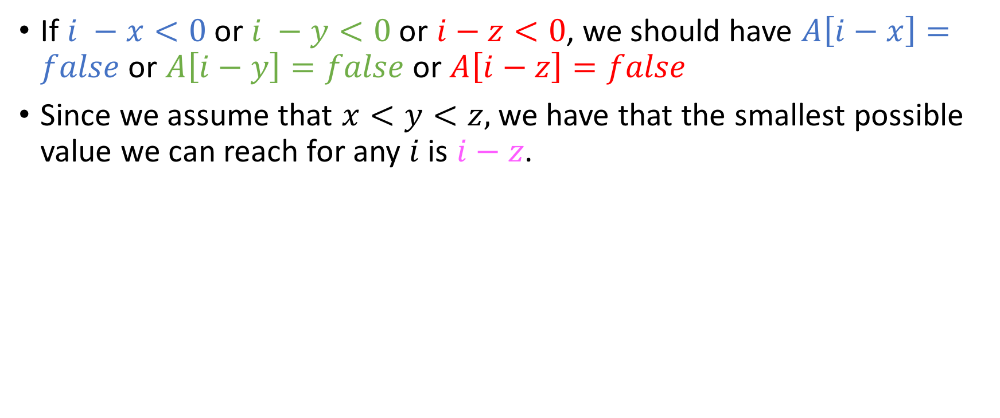 • If i − x < 0 or i − y < 0 or i − z < 0, we should have A[i − x] =
false or A[i − y] = false or A[i − z] = false
• Since we assume that x < y < z, we have that the smallest possible
value we can reach for any i is i − z.